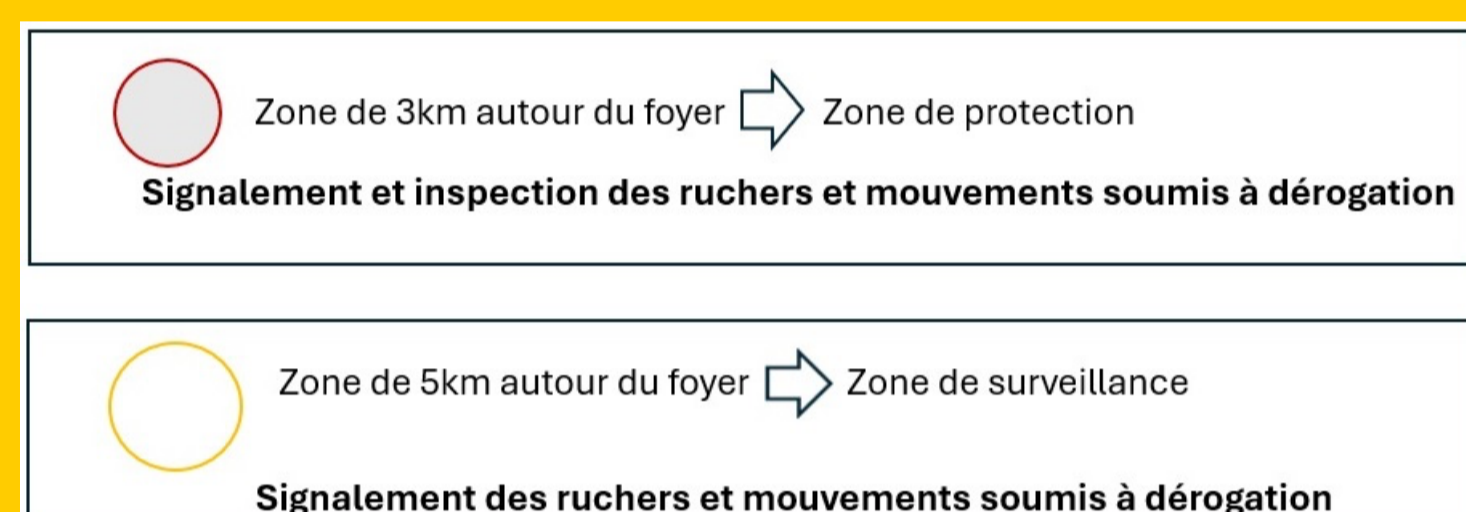 Zone de 3km autour du foyer Zone de protection
Signalement et inspection des ruchers et mouvements soumis à dérogation
Zone de 5km autour du foyer Zone de surveillance
Signalement des ruchers et mouvements soumis à dérogation